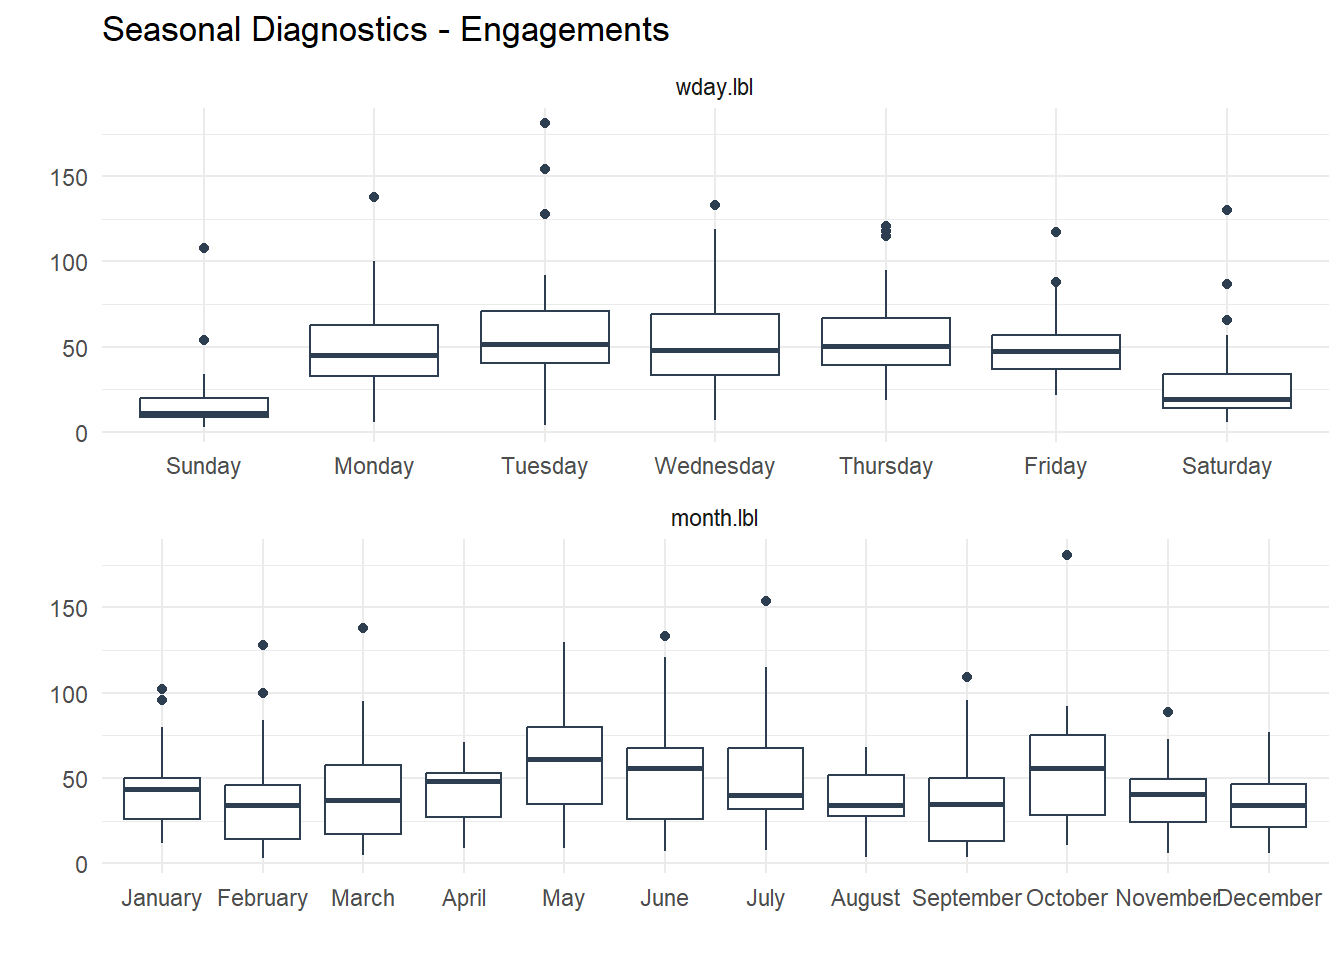 Seasonal Diagnostics - Engagements
wday.lbl
150
100
50
0
Sunday Monday Tuesday Wednesday Thursday Friday Saturday
month.lbl
150
100
50
0
January February March April May June July August September October November December